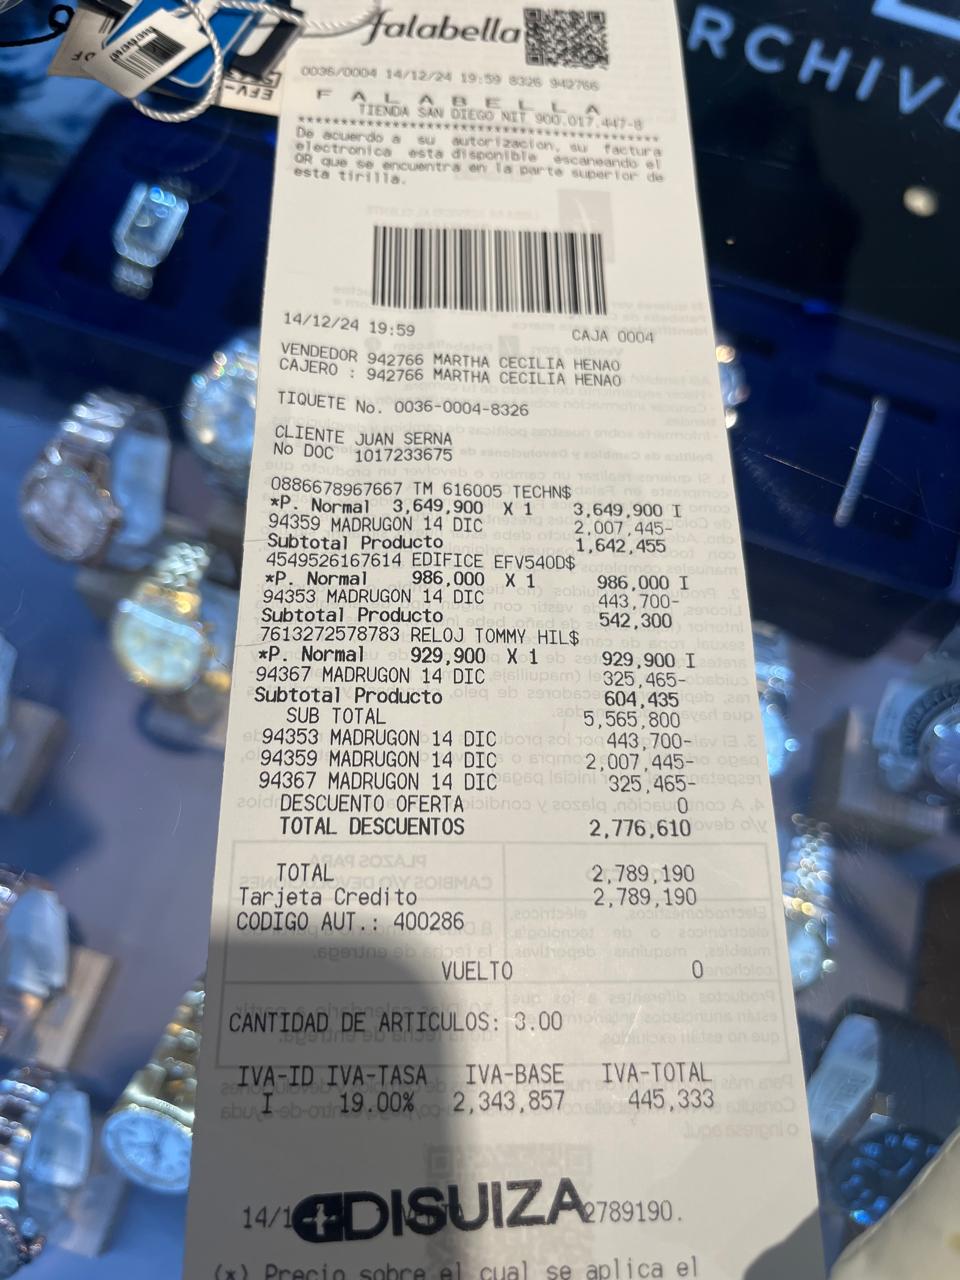 falabella
0036/0004 14/12/24 19:59 8326 942766
F A L A B E L L A
TIENDA SAN DIEGO NIT 900.017.447-8
****************************************
De acuerdo a su autorizacion, su factura
electronica esta disponible escaneando el
QR que se encuentra en la parte superior de
esta tirilla.
14/12/24 19:59 CAJA 0004
VENDEDOR 942766 MARTHA CECILIA HENAO
CAJERO : 942766 MARTHA CECILIA HENAO
TIQUETE No. 0036-0004-8326
CLIENTE JUAN SERNA
No DOC 1017233675
0886678967667 TM 616005 TECHN$
*P. Normal 3,649,900 X 1 3,649,900 I
94359 MADRUGON 14 DIC 2,007,445-
Subtotal Producto 1,642,455
4549526167614 EDIFICE EFV540D$
*P. Normal 986,000 X 1 986,000 I
94353 MADRUGON 14 DIC 443,700-
Subtotal Producto 542,300
7613272578783 RELOJ TOMMY HIL$
*P. Normal 929,900 X 1 929,900 I
94367 MADRUGON 14 DIC 325,465-
Subtotal Producto 604,435
SUB TOTAL 5,565,800
94353 MADRUGON 14 DIC 443,700-
94359 MADRUGON 14 DIC 2,007,445-
94367 MADRUGON 14 DIC 325,465-
DESCUENTO OFERTA 0
TOTAL DESCUENTOS 2,776,610
TOTAL 2,789,190
Tarjeta Credito 2,789,190
CODIGO AUT.: 400286
VUELTO 0
CANTIDAD DE ARTICULOS: 3.00
IVA-ID IVA-TASA IVA-BASE IVA-TOTAL
I 19.00% 2,343,857 445,333
14/1 2789190.
DISUIZA
(*) Precio sobre el cual se aplica el
RCHIVE
EFV-